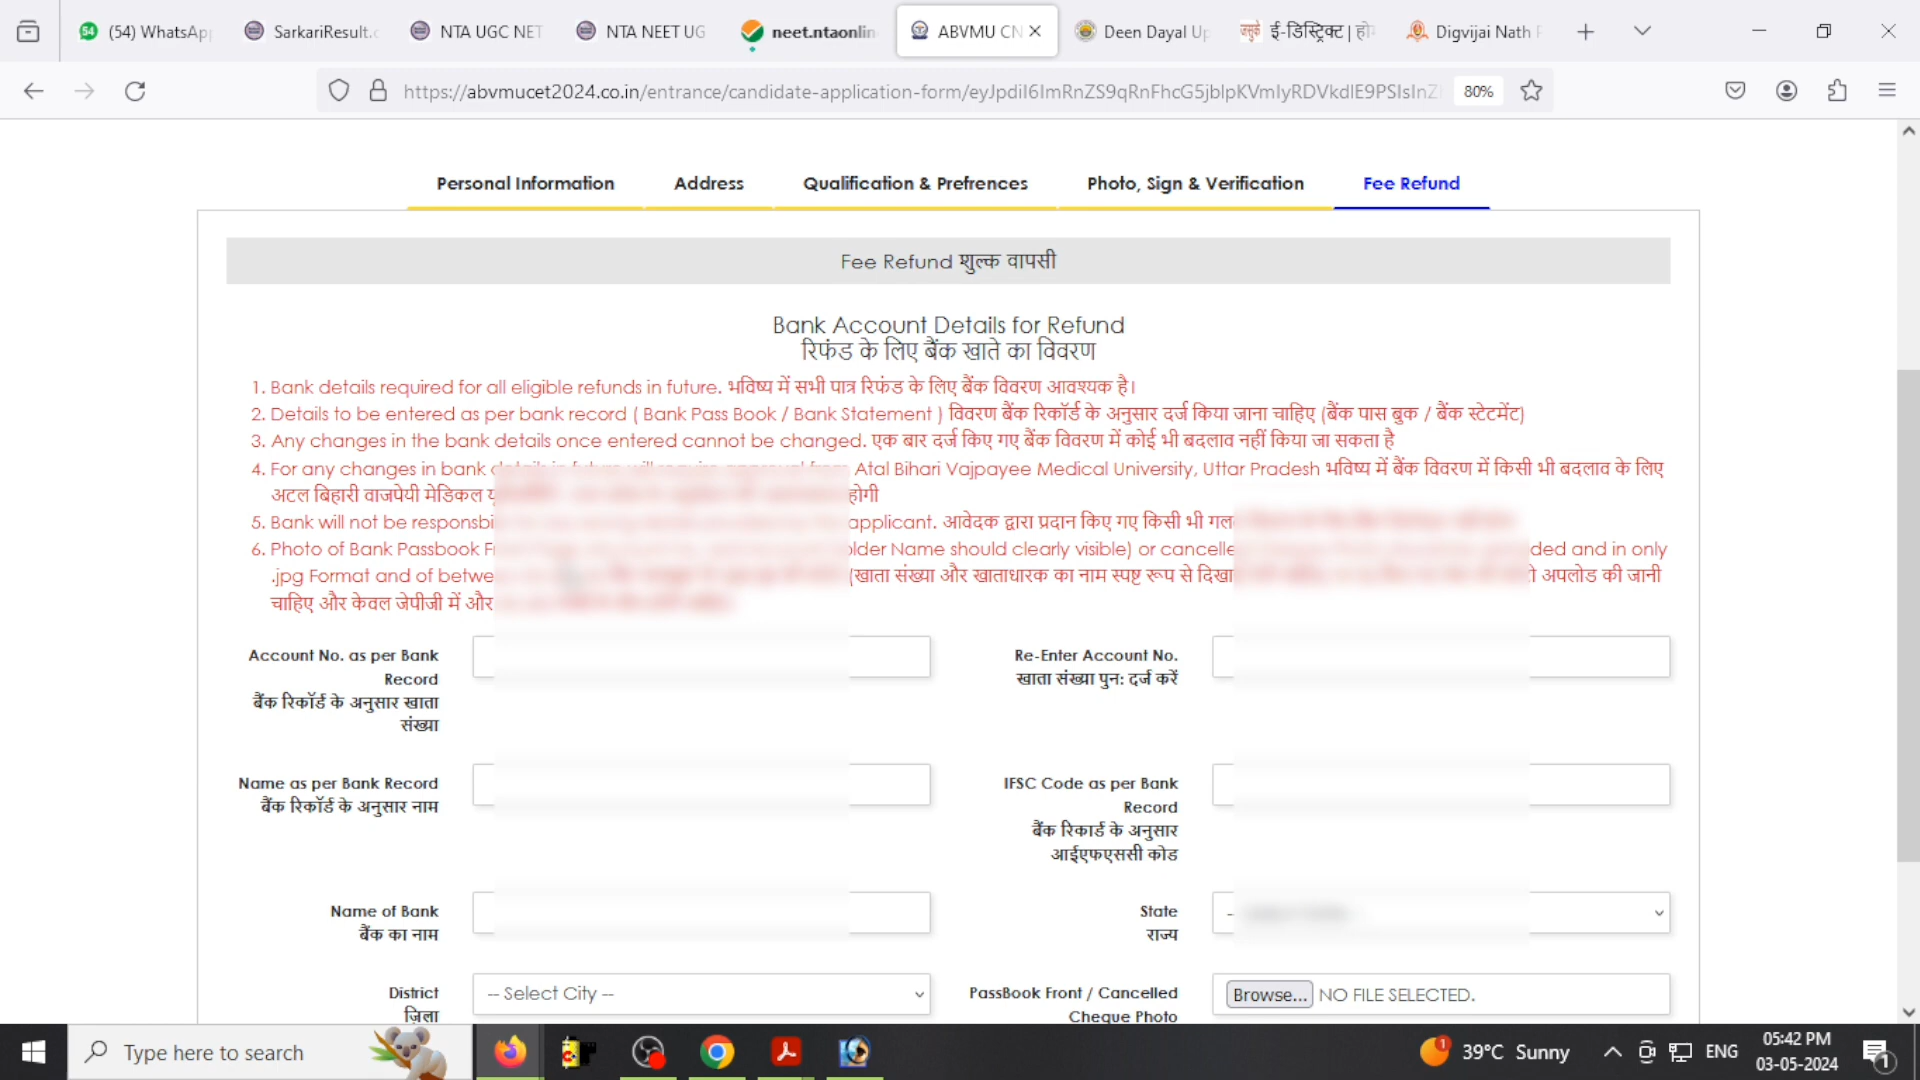 54 (54) WhatsApp
SarkariResult.c
NTA UGC NET
NTA NEET UG
neet.ntaonlin
ABVMU CN
Deen Dayal Up
ई-डिस्ट्रिक्ट | हो
Digvijai Nath P
https://abvmucet2024.co.in/entrance/candidate-application-form/
80%
Personal Information Address Qualification & Prefrences Photo, Sign & Verification Fee Refund
Fee Refund शुल्क वापसी
Bank Account Details for Refund
रिफंड के लिए बैंक खाते का विवरण
1. Bank details required for all eligible refunds in future. भविष्य में सभी पात्र रिफंड के लिए बैंक विवरण आवश्यक है।
2. Details to be entered as per bank record ( Bank Pass Book / Bank Statement ) विवरण बैंक रिकॉर्ड के अनुसार दर्ज किया जाना चाहिए (बैंक पास बुक / बैंक स्टेटमेंट)
3. Any changes in the bank details once entered cannot be changed. एक बार दर्ज किए गए बैंक विवरण में कोई भी बदलाव नहीं किया जा सकता है
4. For any changes in bank Atal Bihari Vajpayee Medical University, Uttar Pradesh भविष्य में बैंक विवरण में किसी भी बदलाव के लिए
अटल बिहारी वाजपेयी मेडिकल होगी
5. Bank will not be applicant. आवेदक द्वारा प्रदान किए गए किसी भी
6. Photo of Bank Passbook Name should clearly visible) or and in only
.jpg Format and of (खाता संख्या और खाताधारक का नाम स्पष्ट रूप से अपलोड की जानी
चाहिए और केवल जेपीजी में और
Account No. as per Bank
Record
बैंक रिकॉर्ड के अनुसार खाता
संख्या
Re-Enter Account No.
खाता संख्या पुन: दर्ज करें
Name as per Bank Record
बैंक रिकॉर्ड के अनुसार नाम
IFSC Code as per Bank
Record
बैंक रिकार्ड के अनुसार
आईएफएससी कोड
Name of Bank
बैंक का नाम
State
राज्य
District
ज़िला
-- Select City --
PassBook Front / Cancelled
Cheque Photo
Browse... NO FILE SELECTED.
Type here to search
1
39°C Sunny
ENG
05:42 PM
03-05-2024
1